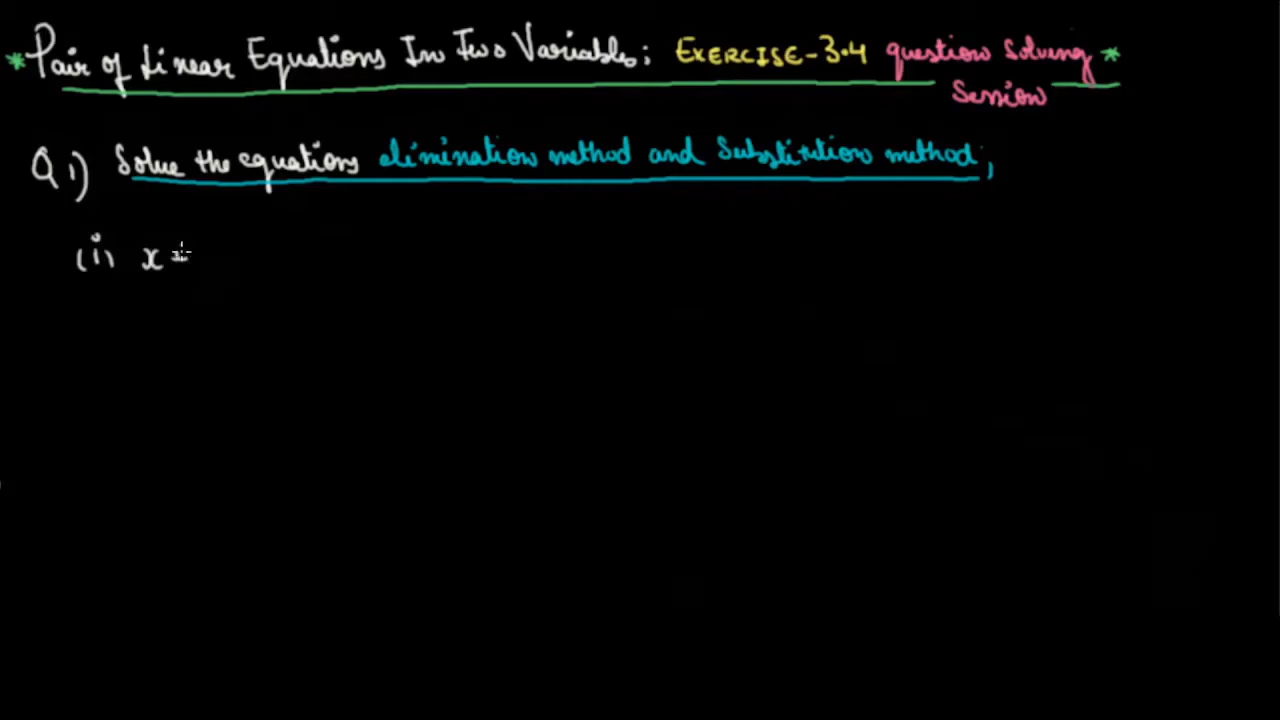 *Pair of Linear Equations In Two Variables; EXERCISE-3.4 question Solving *
Session
Q 1) Solve the equations elimination method and Substitution method;
(i) x +